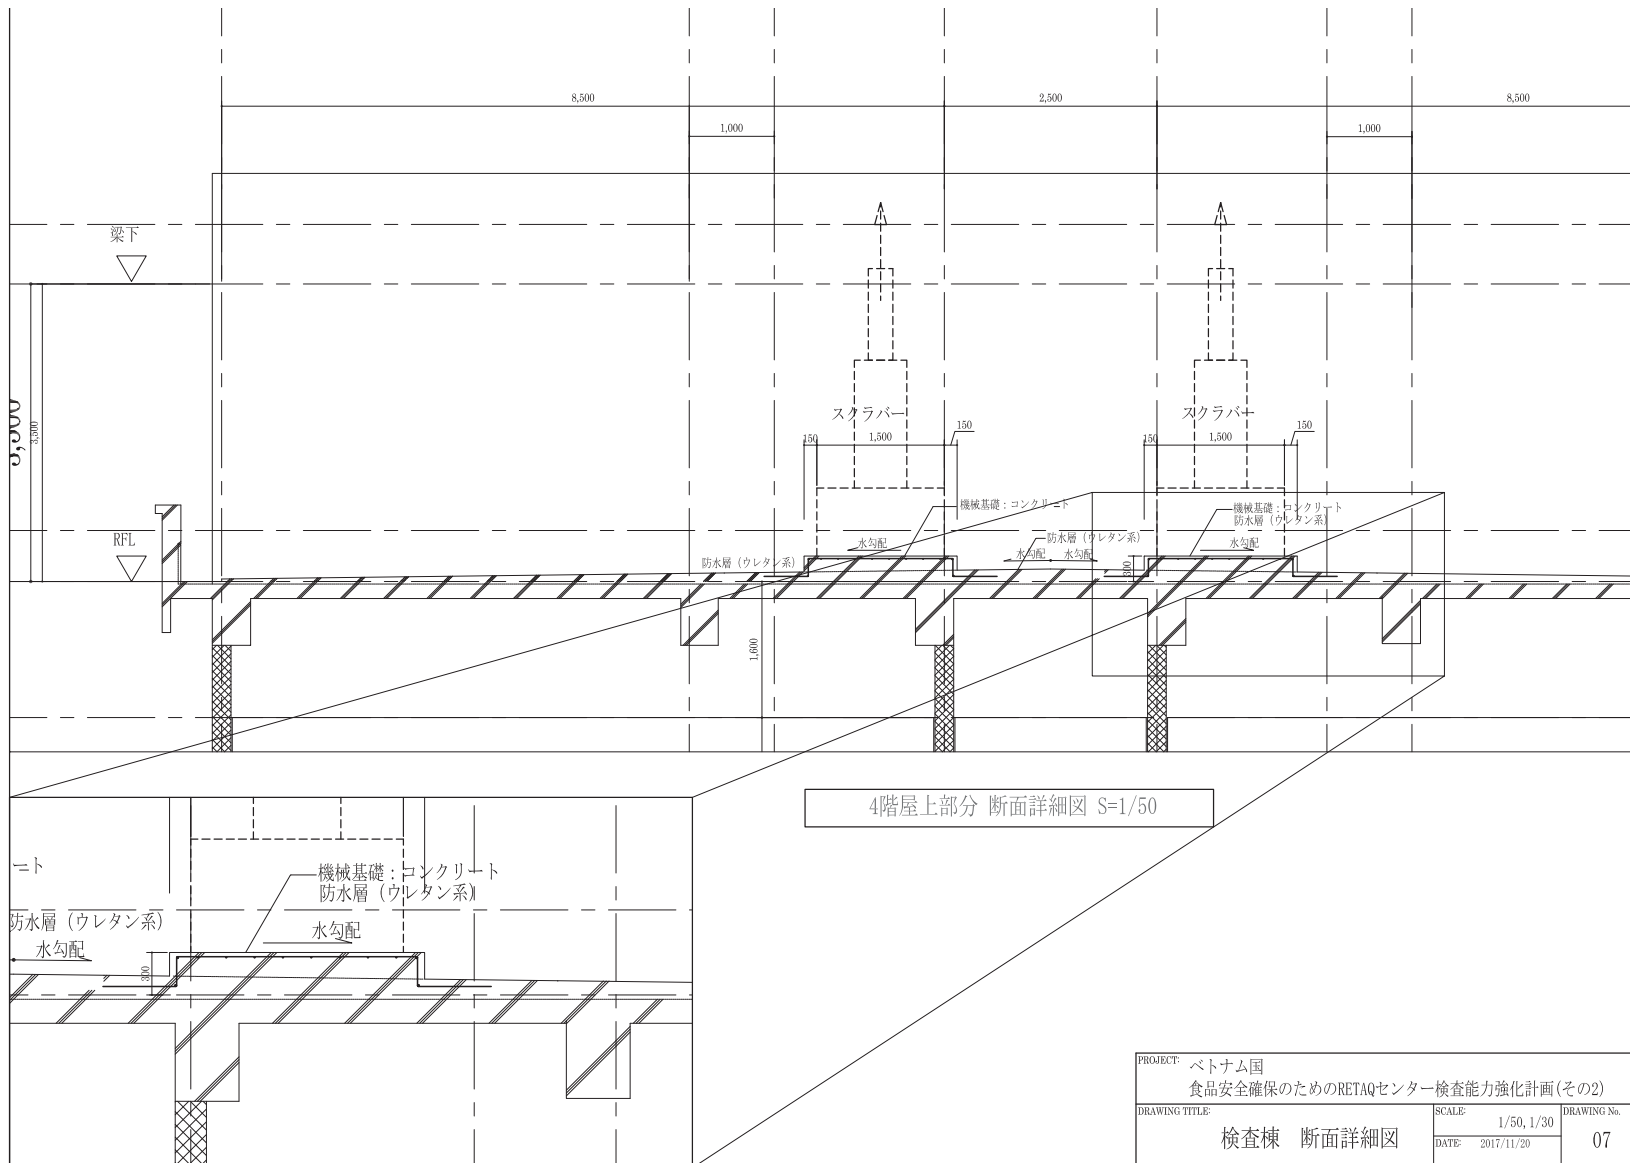 8,500
2,500
8,500
1,000
1,000
梁下
3,500
3,500
スクラバー
スクラバー
150
1,500
150
150
1,500
150
機械基礎：コンクリート
機械基礎：コンクリート
防水層（ウレタン系）
RFL
水勾配
防水層（ウレタン系）
水勾配
水勾配
水勾配
防水層（ウレタン系）
300
1,600
4階屋上部分 断面詳細図 S=1/50
ート
機械基礎：コンクリート
防水層（ウレタン系）
防水層（ウレタン系）
水勾配
水勾配
300
PROJECT: ベトナム国
食品安全確保のためのRETAQセンター検査能力強化計画(その2)
DRAWING TITLE:
検査棟 断面詳細図
SCALE: 1/50, 1/30
DATE: 2017/11/20
DRAWING No.
07